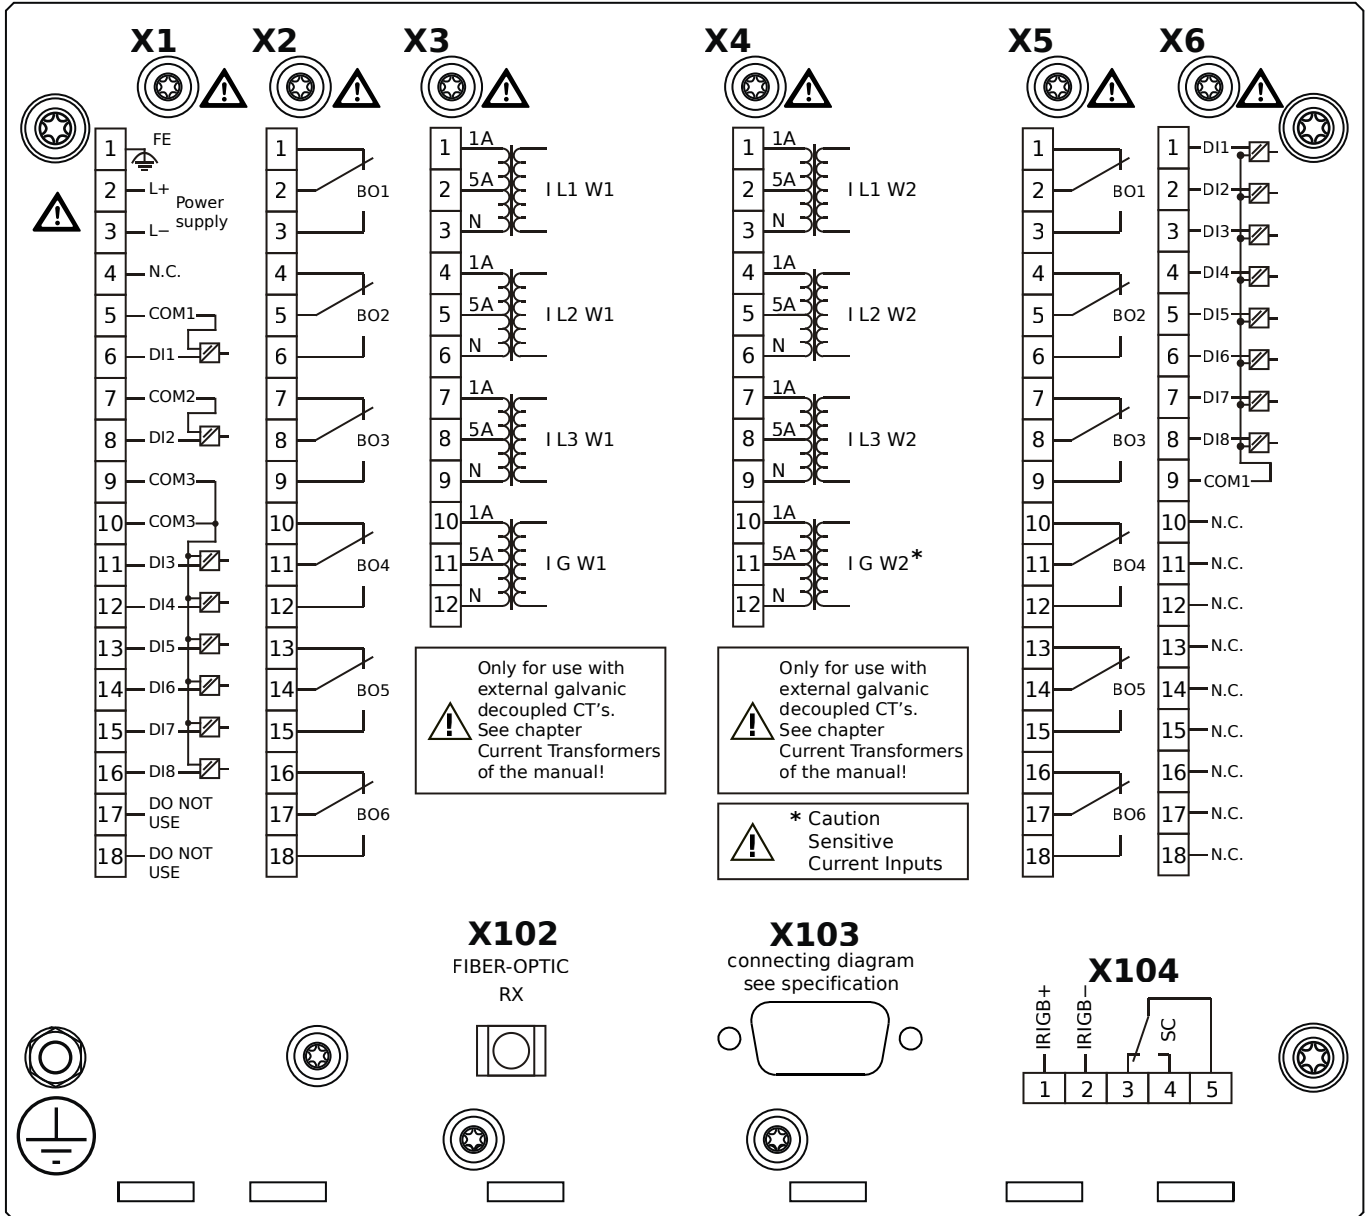 X1
X2
X3
X4
X5
X6
1
FE
2
L+
Power
supply
3
L−
4
N.C.
5
COM1
6
DI1
7
COM2
8
DI2
9
COM3
10
COM3
11
DI3
12
DI4
13
DI5
14
DI6
15
DI7
16
DI8
17
DO NOT
USE
18
DO NOT
USE
1
2
BO1
3
4
5
BO2
6
7
8
BO3
9
10
11
BO4
12
13
14
BO5
15
16
17
BO6
18
1
1A
2
5A
I L1 W1
3
N
4
1A
5
5A
I L2 W1
6
N
7
1A
8
5A
I L3 W1
9
N
10
1A
11
5A
I G W1
12
N
Only for use with
external galvanic
decoupled CT's.
See chapter
Current Transformers
of the manual!
1
1A
2
5A
I L1 W2
3
N
4
1A
5
5A
I L2 W2
6
N
7
1A
8
5A
I L3 W2
9
N
10
1A
11
5A
I G W2*
12
N
Only for use with
external galvanic
decoupled CT's.
See chapter
Current Transformers
of the manual!
* Caution
Sensitive
Current Inputs
1
2
BO1
3
4
5
BO2
6
7
8
BO3
9
10
11
BO4
12
13
14
BO5
15
16
17
BO6
18
1
DI1
2
DI2
3
DI3
4
DI4
5
DI5
6
DI6
7
DI7
8
DI8
9
COM1
10
N.C.
11
N.C.
12
N.C.
13
N.C.
14
N.C.
15
N.C.
16
N.C.
17
N.C.
18
N.C.
X102
FIBER-OPTIC
RX
X103
connecting diagram
see specification
X104
IRIGB+
IRIGB−
SC
1 2 3 4 5